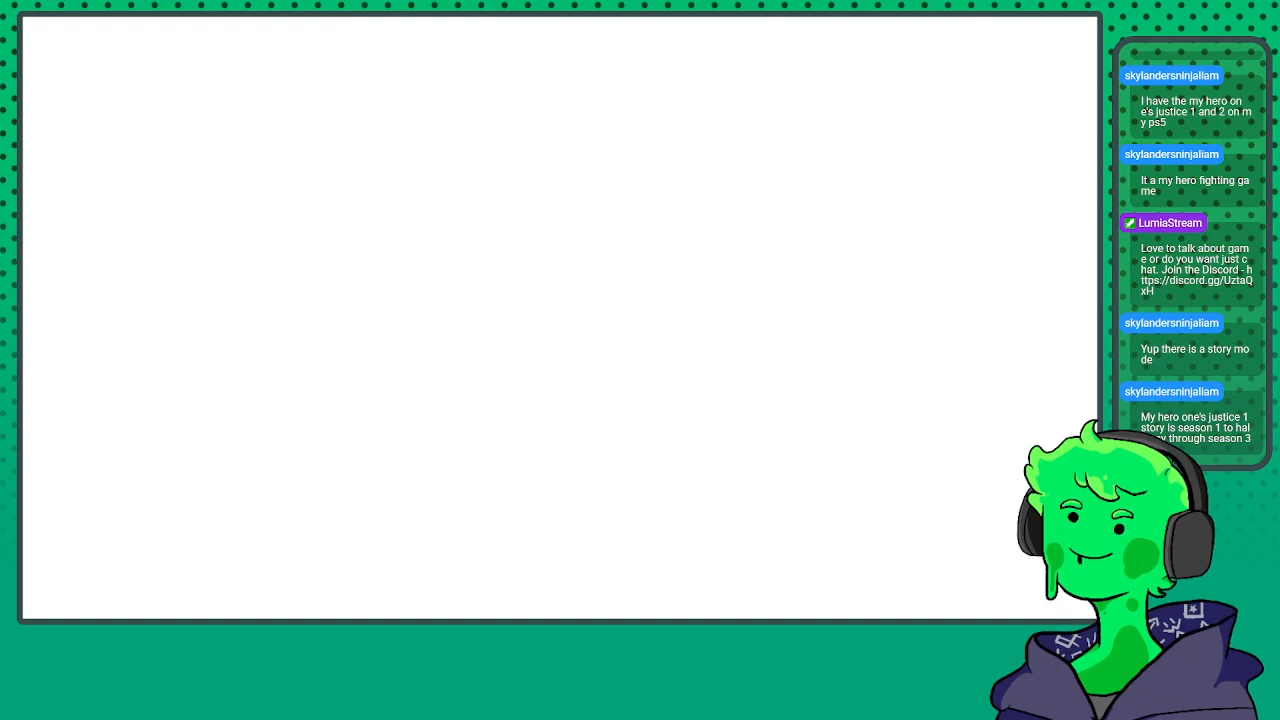 skylandersninjaliam
I have the my hero on
e's justice 1 and 2 on m
y ps5
skylandersninjaliam
It a my hero fighting ga
me
LumiaStream
Love to talk about gam
e or do you want just c
hat. Join the Discord - h
ttps://discord.gg/UztaQ
xH
skylandersninjaliam
Yup there is a story mo
de
skylandersninjaliam
My hero one's justice 1
story is season 1 to hal
through season 3